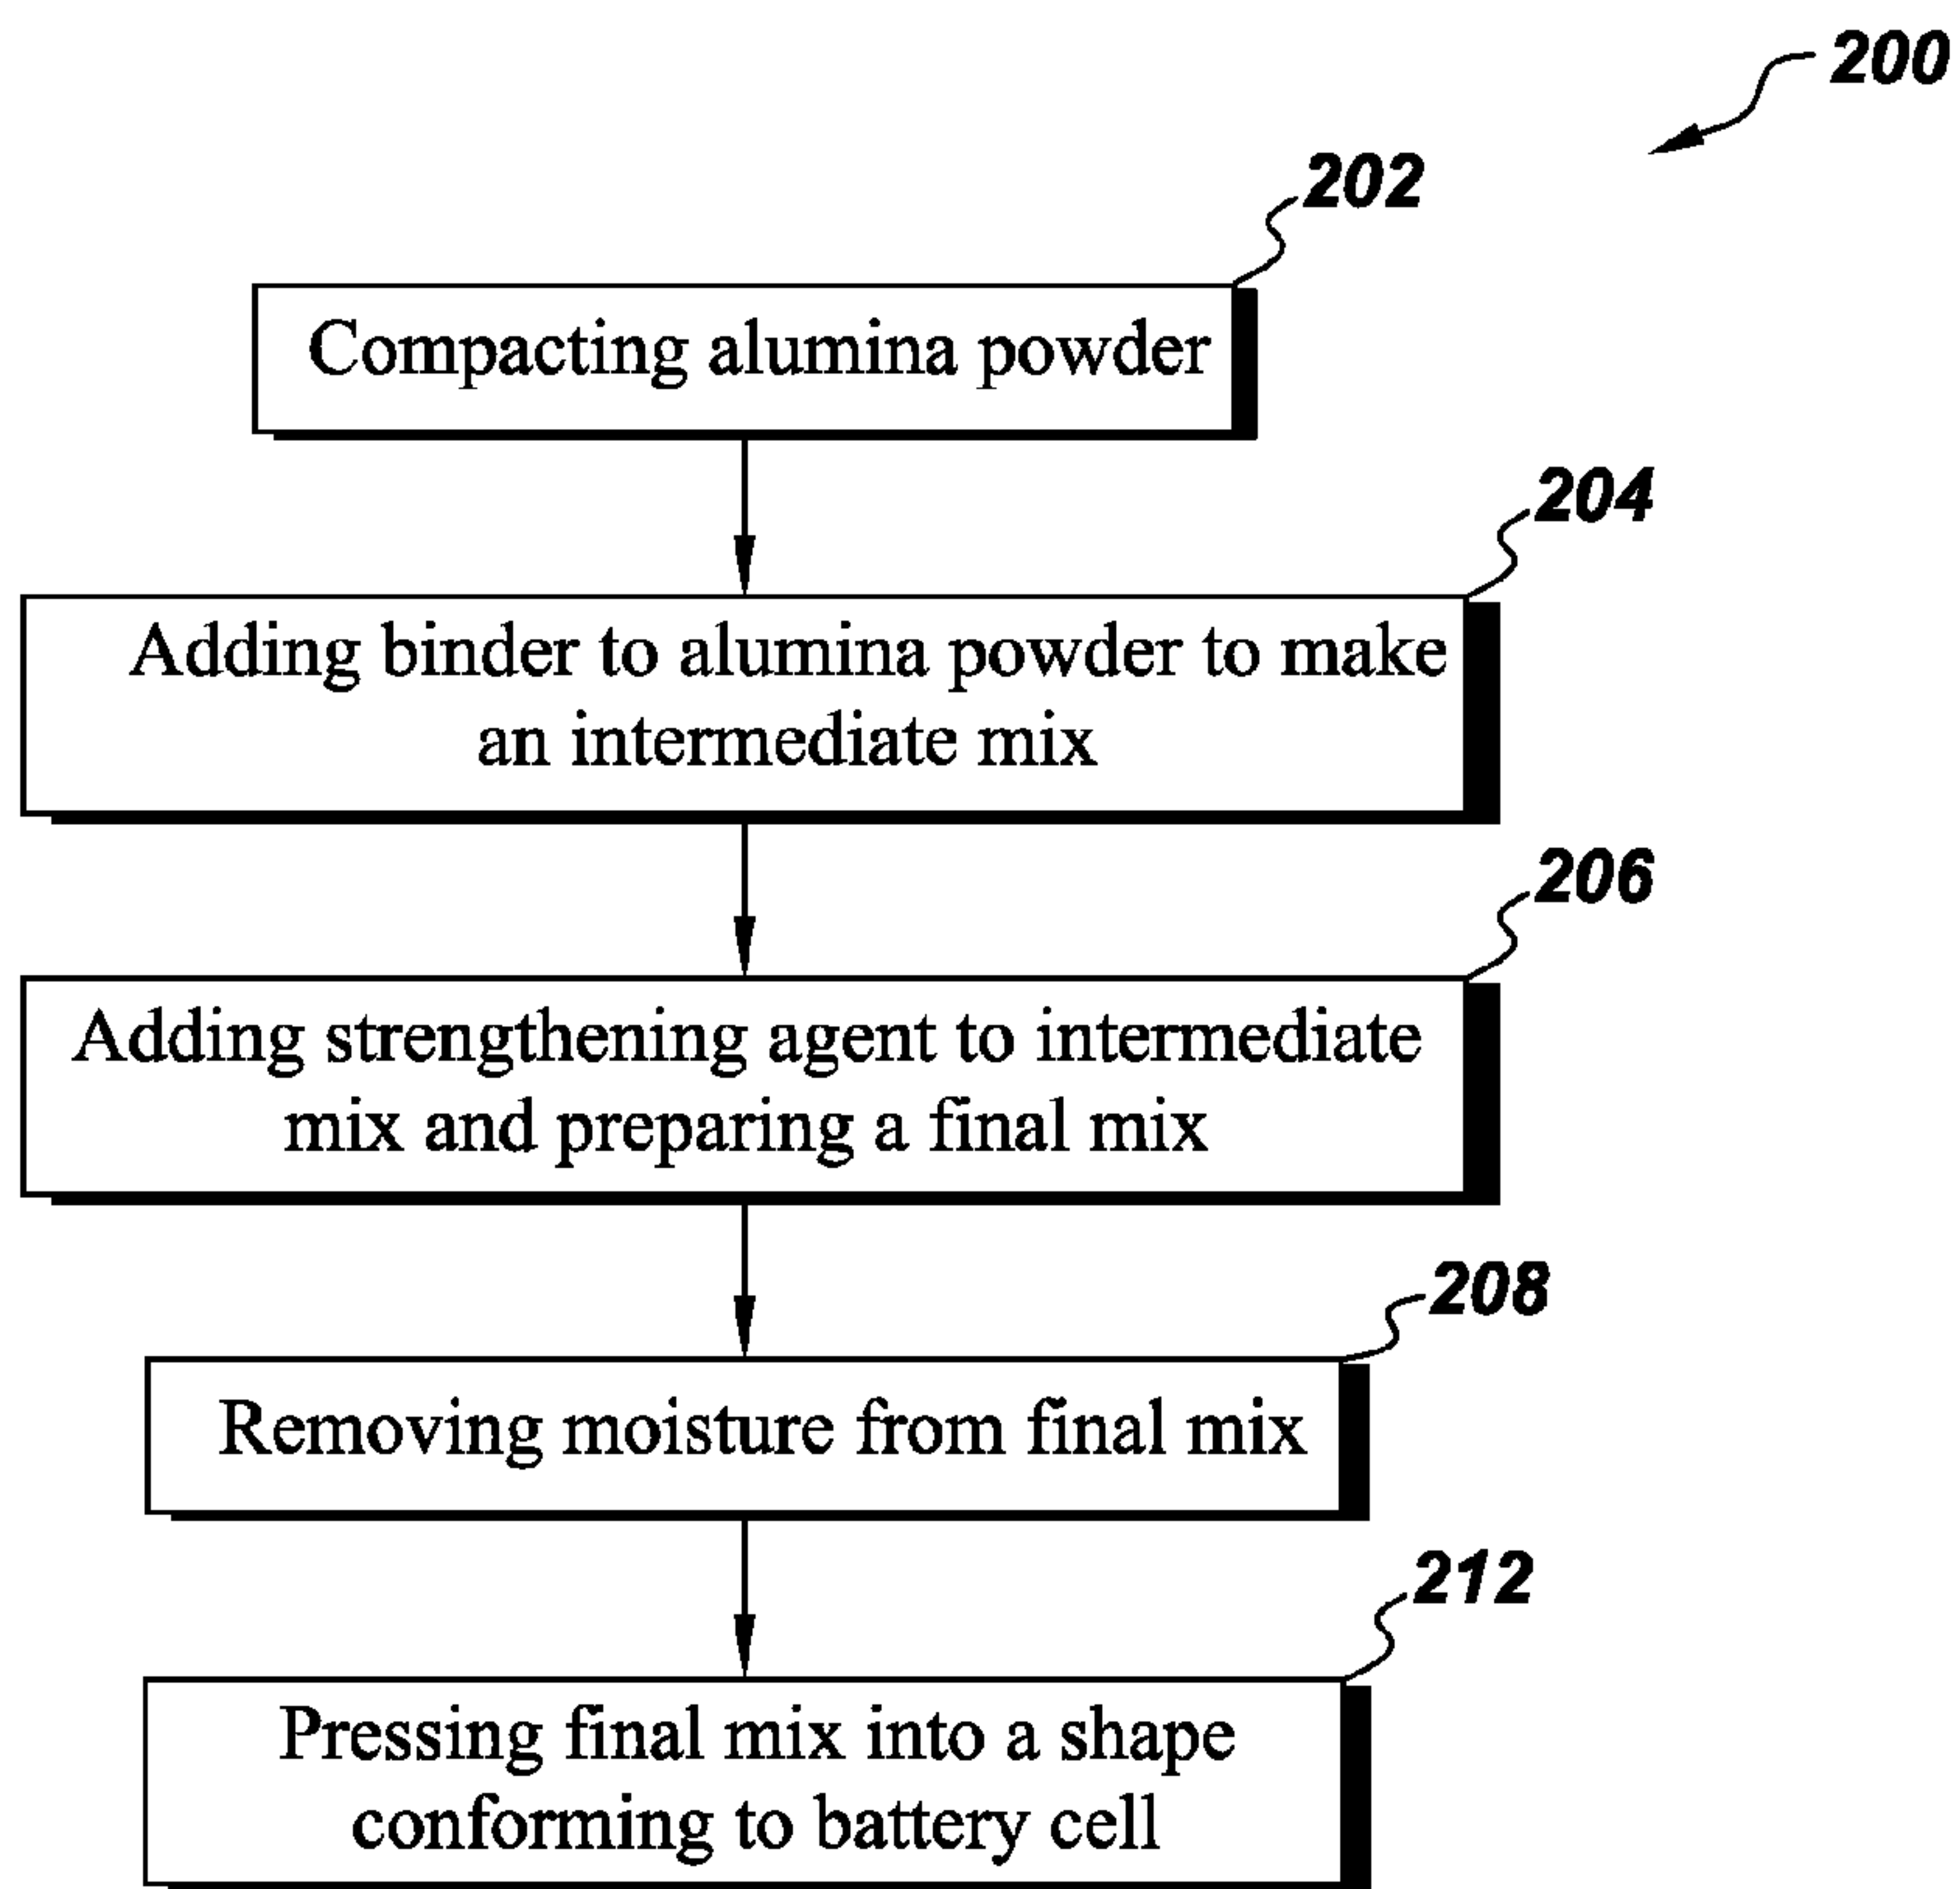 200
202
Compacting alumina powder
204
Adding binder to alumina powder to make
an intermediate mix
206
Adding strengthening agent to intermediate
mix and preparing a final mix
208
Removing moisture from final mix
212
Pressing final mix into a shape
conforming to battery cell